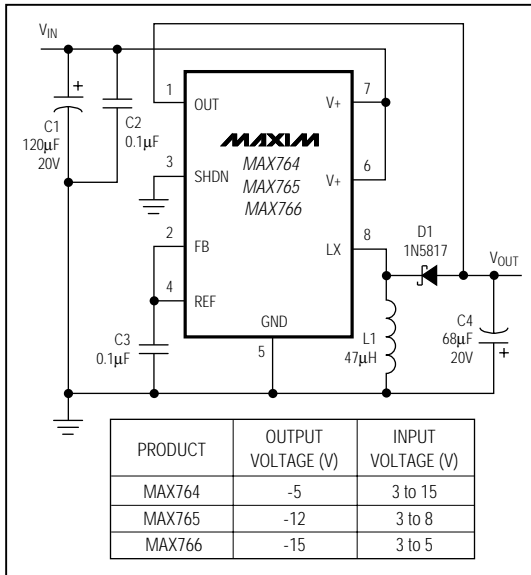 VIN
1
OUT
V+
7
+
C1
120µF
20V
C2
0.1µF
MAXIM
MAX764
MAX765
MAX766
3
SHDN
V+
6
2
FB
LX
8
D1
1N5817
VOUT
4
REF
GND
5
C3
0.1µF
L1
47µH
C4
68µF
20V
+
PRODUCT OUTPUT VOLTAGE (V) INPUT VOLTAGE (V)
MAX764 -5 3 to 15
MAX765 -12 3 to 8
MAX766 -15 3 to 5